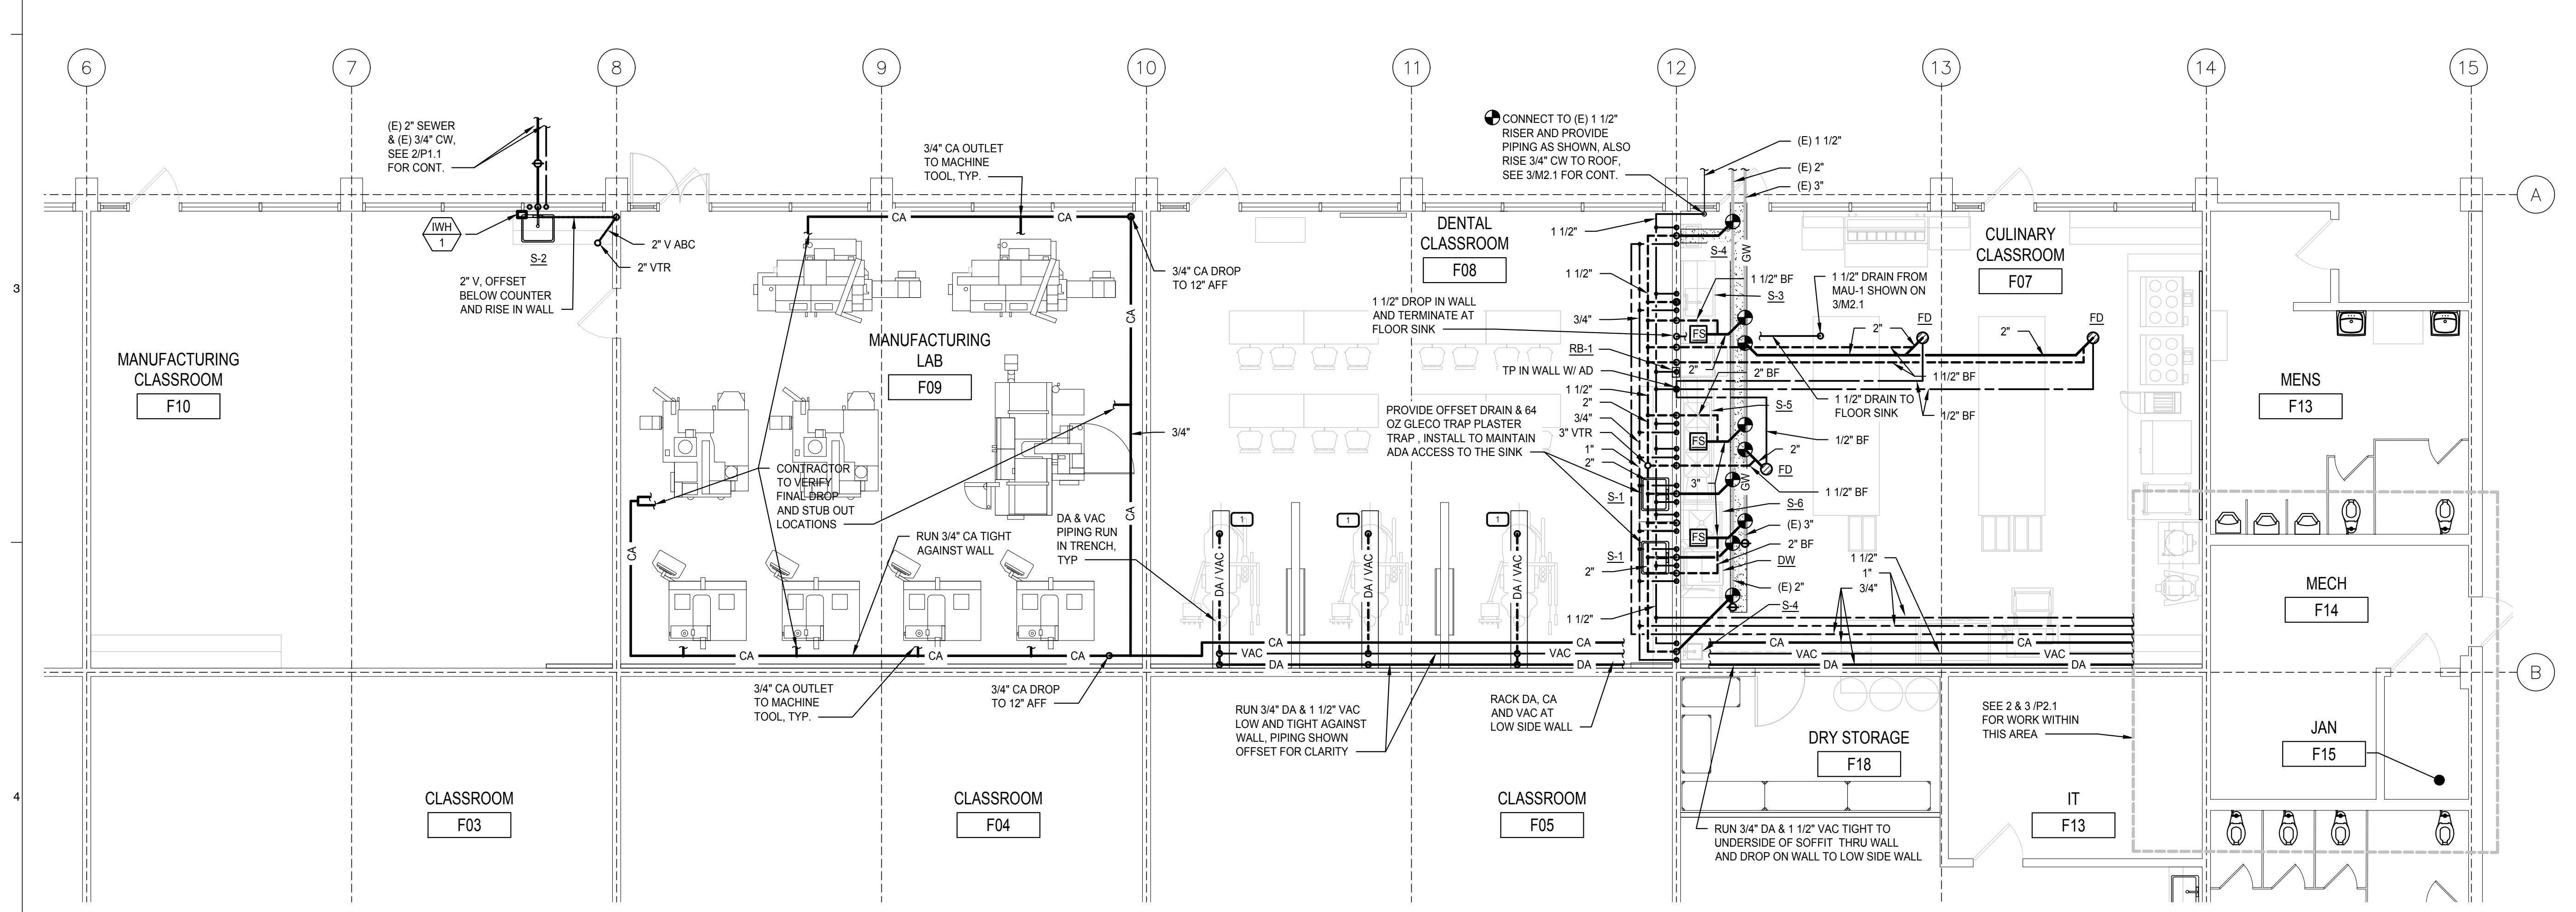 6
7
8
9
10
11
12
13
14
15
A
B
3
4
(E) 2" SEWER
& (E) 3/4" CW,
SEE 2/P1.1
FOR CONT.
IWH
1
S-2
2" V ABC
2" VTR
2" V, OFFSET
BELOW COUNTER
AND RISE IN WALL
MANUFACTURING
CLASSROOM
F10
3/4" CA OUTLET
TO MACHINE
TOOL, TYP.
CA
CA
3/4" CA DROP
TO 12" AFF
CA
MANUFACTURING
LAB
F09
3/4"
CONTRACTOR
TO VERIFY
FINAL DROP
AND STUB OUT
LOCATIONS
CA
CA
RUN 3/4" CA TIGHT
AGAINST WALL
CA
CA
CA
3/4" CA OUTLET
TO MACHINE
TOOL, TYP.
3/4" CA DROP
TO 12" AFF
DA & VAC
PIPING RUN
IN TRENCH,
TYP
1
1
1
DA / VAC
DA / VAC
DA / VAC
CA
CA
VAC
VAC
DA
DA
RUN 3/4" DA & 1 1/2" VAC
LOW AND TIGHT AGAINST
WALL, PIPING SHOWN
OFFSET FOR CLARITY
RACK DA, CA
AND VAC AT
LOW SIDE WALL
DENTAL
CLASSROOM
F08
CONNECT TO (E) 1 1/2"
RISER AND PROVIDE
PIPING AS SHOWN, ALSO
RISE 3/4" CW TO ROOF,
SEE 3/M2.1 FOR CONT.
(E) 1 1/2"
(E) 2"
(E) 3"
1 1/2"
S-4
GW
1 1/2"
1 1/2" BF
S-3
1 1/2" DROP IN WALL
AND TERMINATE AT
FLOOR SINK
3/4"
FS
RB-1
2"
TP IN WALL W/ AD
2" BF
1 1/2"
2"
3/4"
3" VTR
1"
2"
S-5
PROVIDE OFFSET DRAIN & 64
OZ GLECO TRAP PLASTER
TRAP , INSTALL TO MAINTAIN
ADA ACCESS TO THE SINK
FS
1/2" BF
2"
FD
S-1
3"
GW
1 1/2" BF
S-6
(E) 3"
FS
2" BF
S-1
DW
2"
(E) 2"
S-4
1 1/2"
CULINARY
CLASSROOM
F07
1 1/2" DRAIN FROM
MAU-1 SHOWN ON
3/M2.1
FD
2"
2"
FD
1 1/2" BF
1 1/2" DRAIN TO
FLOOR SINK
1/2" BF
1 1/2"
1"
3/4"
CA
CA
VAC
VAC
DA
DA
MENS
F13
MECH
F14
JAN
F15
SEE 2 & 3 /P2.1
FOR WORK WITHIN
THIS AREA
DRY STORAGE
F18
IT
F13
RUN 3/4" DA & 1 1/2" VAC TIGHT TO
UNDERSIDE OF SOFFIT THRU WALL
AND DROP ON WALL TO LOW SIDE WALL
CLASSROOM
F03
CLASSROOM
F04
CLASSROOM
F05